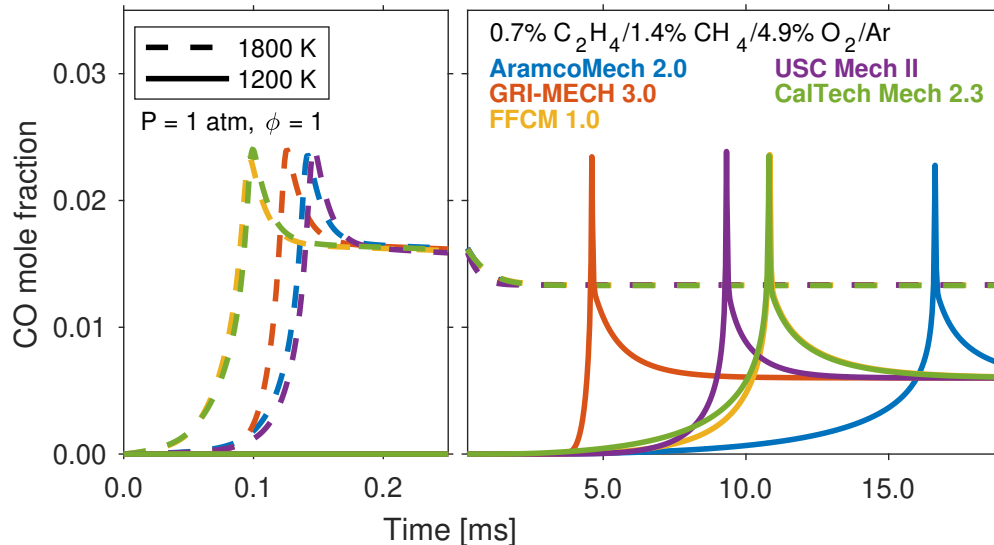 1800 K
1200 K
P = 1 atm, ϕ = 1
0.7% C₂H₄/1.4% CH ₄/4.9% O₂/Ar
AramcoMech 2.0
USC Mech II
GRI-MECH 3.0
CalTech Mech 2.3
FFCM 1.0
CO mole fraction
0.03
0.02
0.01
0.00
0.0
0.1
0.2
5.0
10.0
15.0
Time [ms]